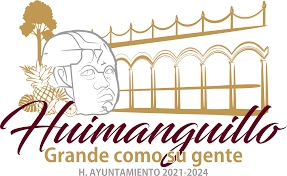 Huimanguillo
Grande como su gente
H. AYUNTAMIENTO 2021-2024